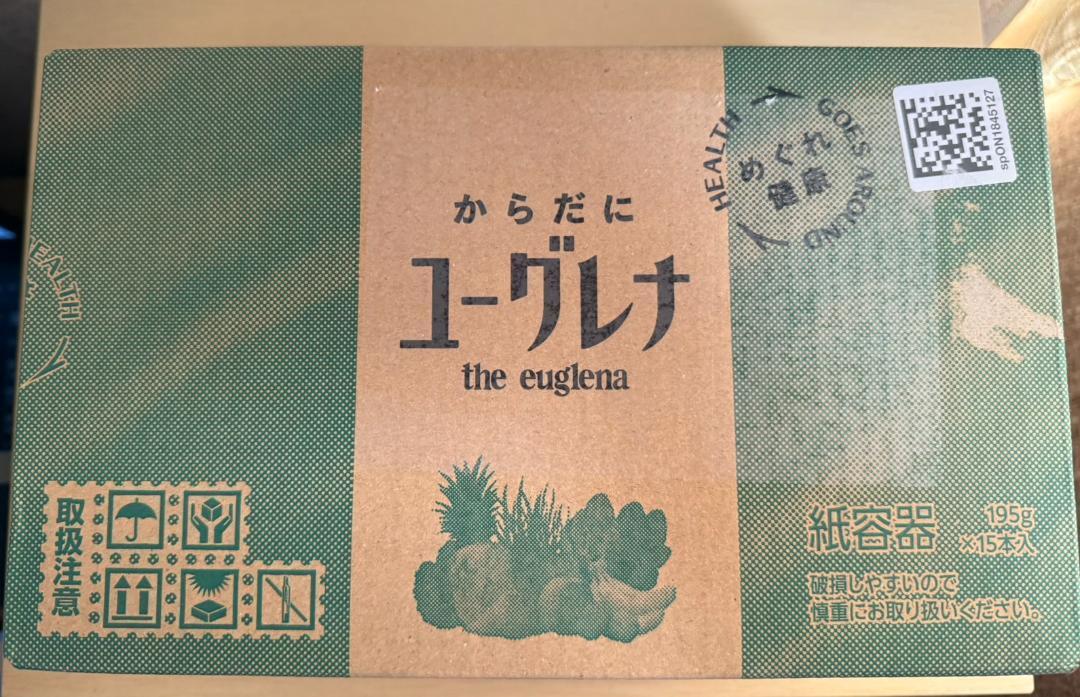 からだに
ユーグレナ
the euglena
HEALTH GOES AROUND
めぐれ
健康
spON1845127
HEALTH
取扱注意
紙容器
195g
×15本入
破損しやすいので
慎重にお取り扱いください。